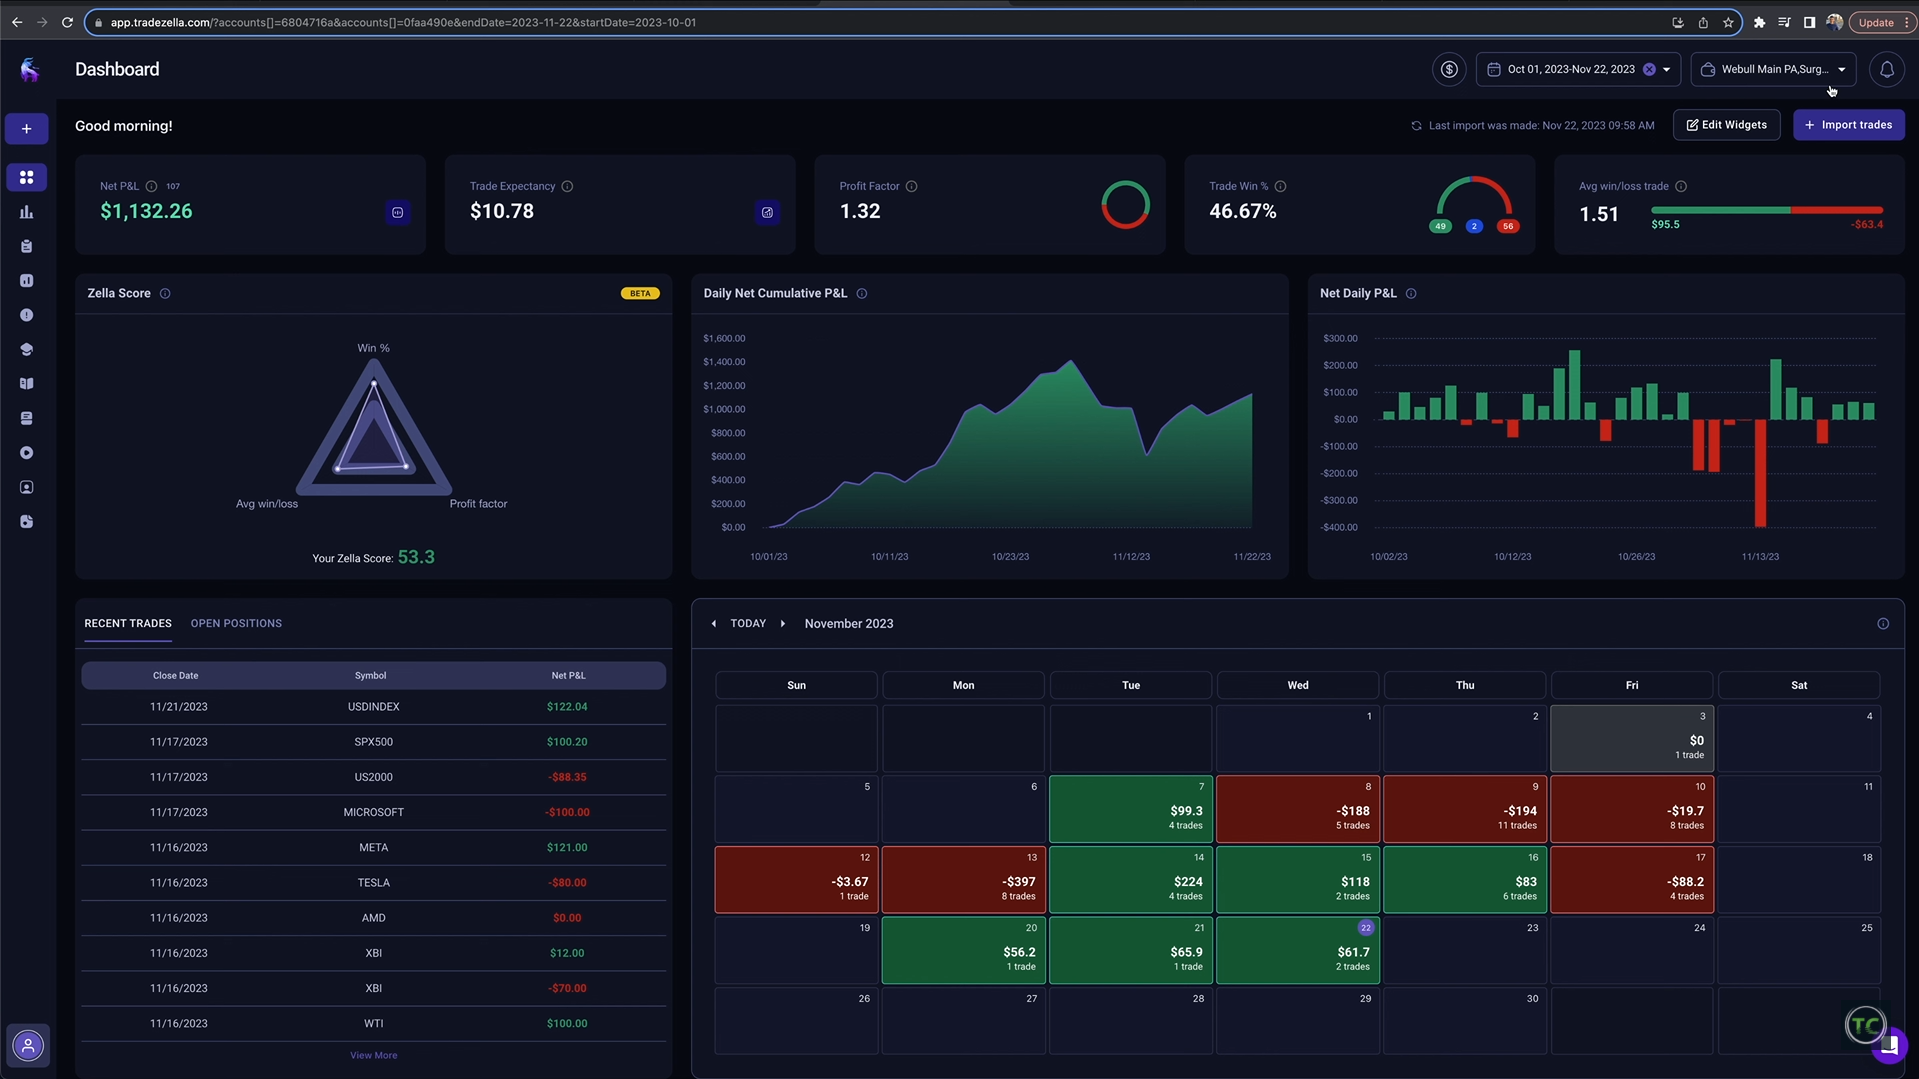 app.tradezella.com/?accounts[]=6804716a&accounts[]=0faa490e&endDate=2023-11-22&startDate=2023-10-01
Update
Dashboard
Oct 01, 2023-Nov 22, 2023
Webull Main PA,Surg...
Good morning!
Last import was made: Nov 22, 2023 09:58 AM
Edit Widgets
+ Import trades
Net P&L 107
$1,132.26
Trade Expectancy
$10.78
Profit Factor
1.32
Trade Win %
46.67%
49 2 56
Avg win/loss trade
1.51
$95.5
-$63.4
Zella Score
BETA
Win %
Avg win/loss
Profit factor
Your Zella Score: 53.3
Daily Net Cumulative P&L
$1,600.00
$1,400.00
$1,200.00
$1,000.00
$800.00
$600.00
$400.00
$200.00
$0.00
10/01/23 10/11/23 10/23/23 11/12/23 11/22/23
Net Daily P&L
$300.00
$200.00
$100.00
$0.00
-$100.00
-$200.00
-$300.00
-$400.00
10/02/23 10/12/23 10/26/23 11/13/23
RECENT TRADES OPEN POSITIONS
Close Date Symbol Net P&L
11/21/2023 USDINDEX $122.04
11/17/2023 SPX500 $100.20
11/17/2023 US2000 -$88.35
11/17/2023 MICROSOFT -$100.00
11/16/2023 META $121.00
11/16/2023 TESLA -$80.00
11/16/2023 AMD $0.00
11/16/2023 XBI $12.00
11/16/2023 XBI -$70.00
11/16/2023 WTI $100.00
View More
TODAY November 2023
Sun Mon Tue Wed Thu Fri Sat
1 2 3 4
$0
1 trade
5 6 7 8 9 10 11
$99.3 -$188 -$194 -$19.7
4 trades 5 trades 11 trades 8 trades
12 13 14 15 16 17 18
-$3.67 -$397 $224 $118 $83 -$88.2
1 trade 8 trades 4 trades 2 trades 6 trades 4 trades
19 20 21 22 23 24 25
$56.2 $65.9 $61.7
1 trade 1 trade 2 trades
26 27 28 29 30
TC